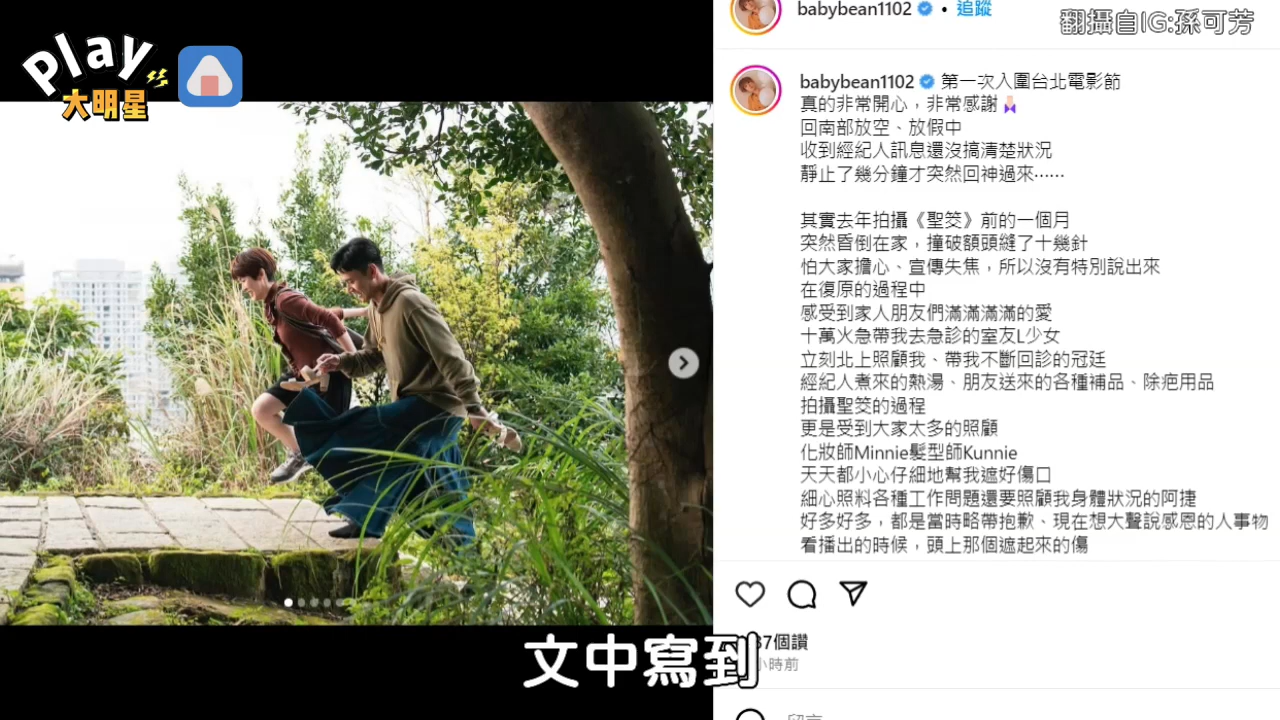 Play
大明星
babybean1102 • 追蹤
翻攝自IG:孫可芳
babybean1102 第一次入圍台北電影節
真的非常開心，非常感謝
回南部放空、放假中
收到經紀人訊息還沒搞清楚狀況
靜止了幾分鐘才突然回神過來⋯⋯
其實去年拍攝《聖筊》前的一個月
突然昏倒在家，撞破額頭縫了十幾針
怕大家擔心、宣傳失焦，所以沒有特別說出來
在復原的過程中
感受到家人朋友們滿滿滿滿的愛
十萬火急帶我去急診的室友L少女
立刻北上照顧我、帶我不斷回診的冠廷
經紀人煮來的熱湯、朋友送來的各種補品、除疤用品
拍攝聖筊的過程
更是受到大家太多的照顧
化妝師Minnie髮型師Kunnie
天天都小心仔細地幫我遮好傷口
細心照料各種工作問題還要照顧我身體狀況的阿捷
好多好多，都是當時略帶抱歉、現在想大聲說感恩的人事物
看播出的時候，頭上那個遮起來的傷
37個讚
小時前
文中寫到
留言